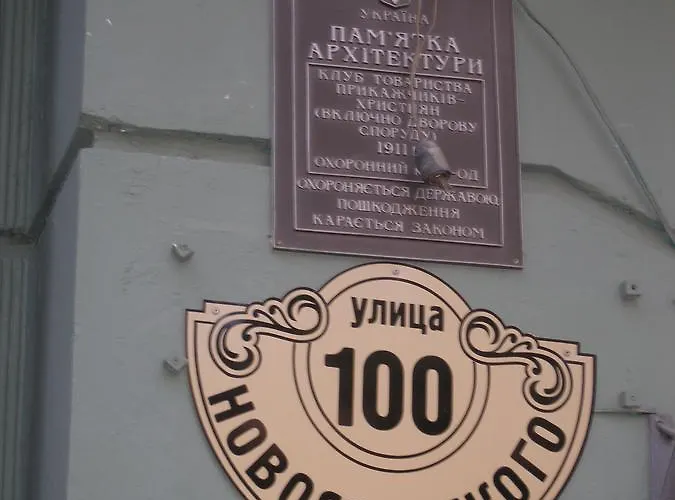 УКРАЇНА
ПАМ'ЯТКА
АРХІТЕКТУРИ
КЛУБ ТОВАРИСТВА
ПРИКАЖЧИКІВ-
ХРИСТИЯН
(ВКЛЮЧНО ДВОРОВУ
СПОРУДУ)
1911
ОХОРОННИЙ
ОХОРОНЯЄТЬСЯ ДЕРЖАВОЮ,
ПОШКОДЖЕННЯ
КАРАЄТЬСЯ ЗАКОНОМ
УЛИЦА
100